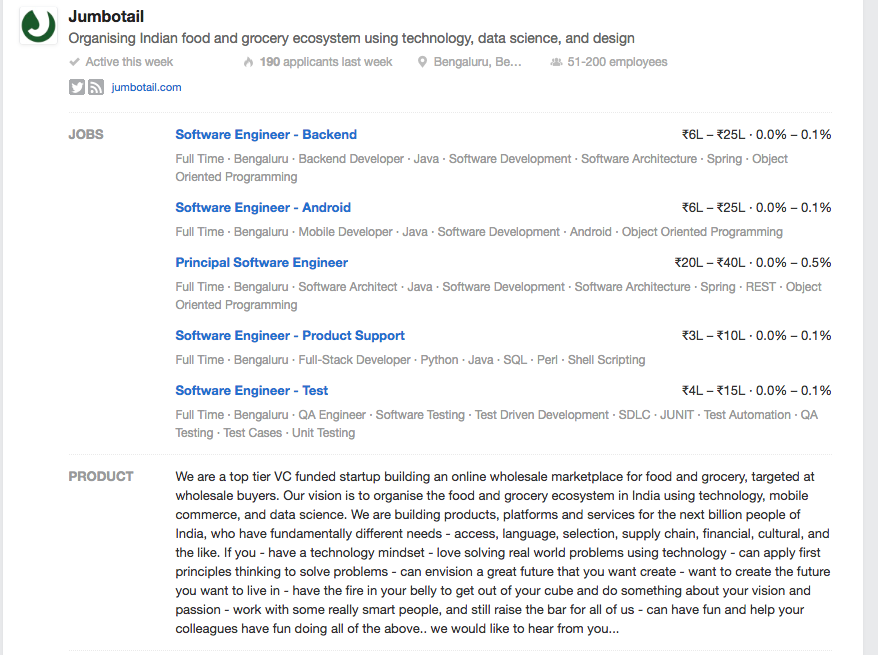 Jumbotail
Organising Indian food and grocery ecosystem using technology, data science, and design
Active this week 190 applicants last week Bengaluru, Be... 51-200 employees
jumbotail.com
JOBS
Software Engineer - Backend ₹6L – ₹25L · 0.0% – 0.1%
Full Time · Bengaluru · Backend Developer · Java · Software Development · Software Architecture · Spring · Object
Oriented Programming
Software Engineer - Android ₹6L – ₹25L · 0.0% – 0.1%
Full Time · Bengaluru · Mobile Developer · Java · Software Development · Android · Object Oriented Programming
Principal Software Engineer ₹20L – ₹40L · 0.0% – 0.5%
Full Time · Bengaluru · Software Architect · Java · Software Development · Software Architecture · Spring · REST · Object
Oriented Programming
Software Engineer - Product Support ₹3L – ₹10L · 0.0% – 0.1%
Full Time · Bengaluru · Full-Stack Developer · Python · Java · SQL · Perl · Shell Scripting
Software Engineer - Test ₹4L – ₹15L · 0.0% – 0.1%
Full Time · Bengaluru · QA Engineer · Software Testing · Test Driven Development · SDLC · JUNIT · Test Automation · QA
Testing · Test Cases · Unit Testing
PRODUCT
We are a top tier VC funded startup building an online wholesale marketplace for food and grocery, targeted at
wholesale buyers. Our vision is to organise the food and grocery ecosystem in India using technology, mobile
commerce, and data science. We are building products, platforms and services for the next billion people of
India, who have fundamentally different needs - access, language, selection, supply chain, financial, cultural, and
the like. If you - have a technology mindset - love solving real world problems using technology - can apply first
principles thinking to solve problems - can envision a great future that you want create - want to create the future
you want to live in - have the fire in your belly to get out of your cube and do something about your vision and
passion - work with some really smart people, and still raise the bar for all of us - can have fun and help your
colleagues have fun doing all of the above.. we would like to hear from you...